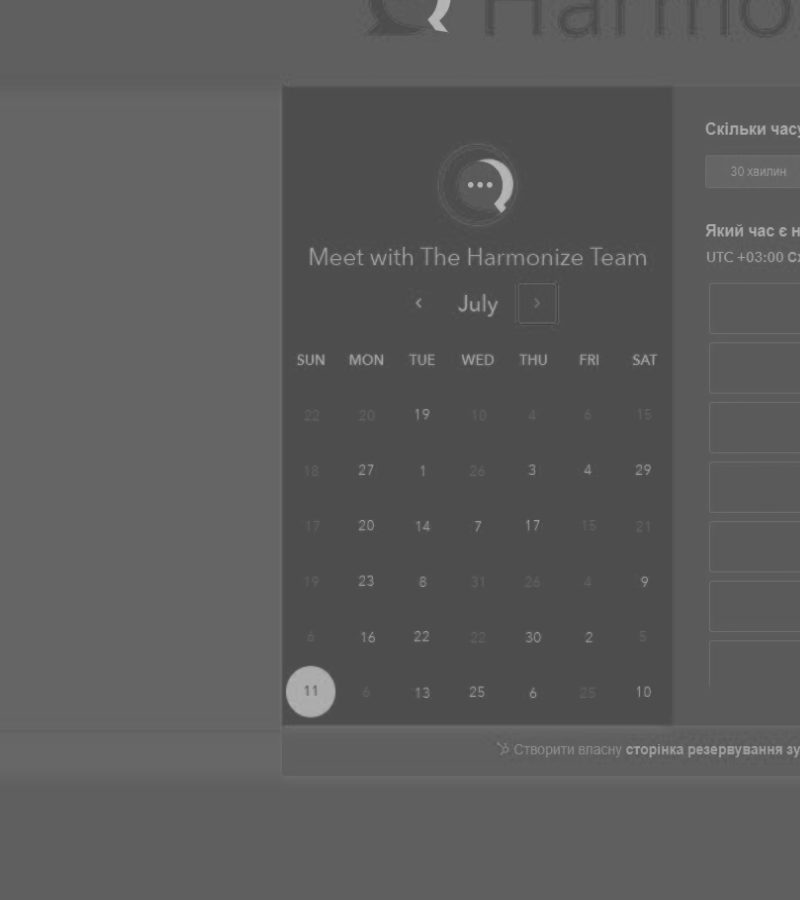 Harmo
Meet with The Harmonize Team
July
SUN MON TUE WED THU FRI SAT
22 20 19 10 4 6 15
18 27 1 26 3 4 29
17 20 14 7 17 15 21
19 23 8 31 26 4 9
6 16 22 22 30 2 5
11 6 13 25 6 25 10
Скільки часу
30 хвилин
Який час є н
UTC +03:00 Сх
Створити власну сторінка резервування зу